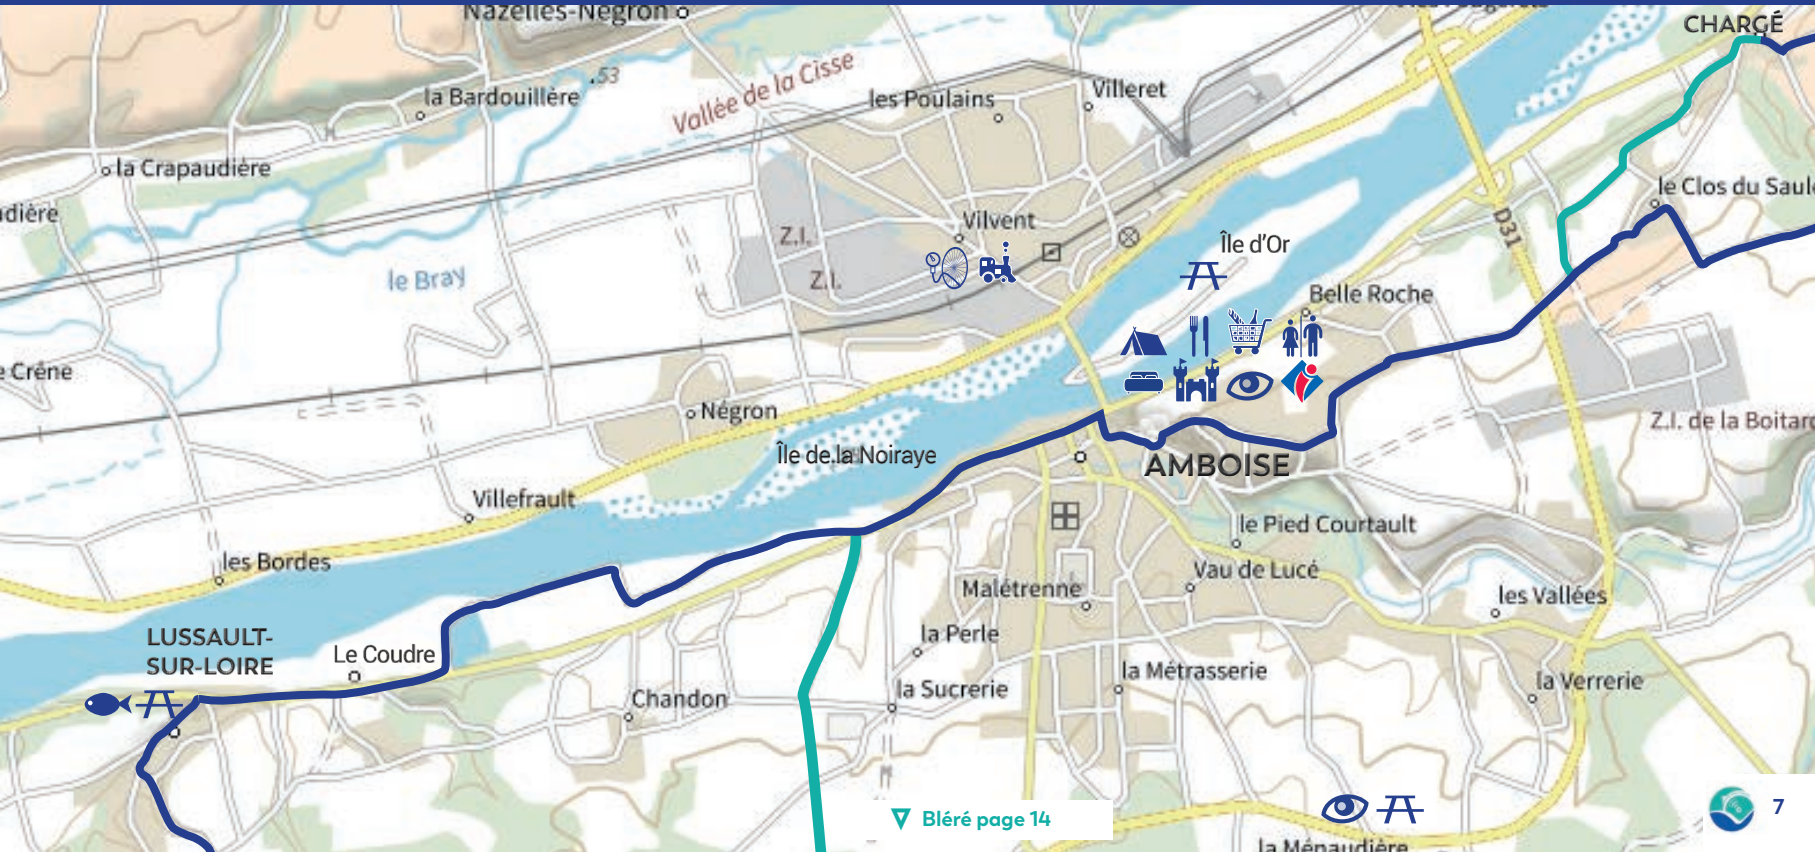 Nazelles-Négron
CHARGÉ
.53
Vallée de la Cisse
Villeret
la Bardouillère
les Poulains
la Crapaudière
le Clos du Saule
dière
Vilvent
Z.I.
D31
Île d'Or
le Bray
Z.I.
Belle Roche
e Crêne
Négron
Z.I. de la Boitard
Île de la Noiraye
AMBOISE
Villefrault
le Pied Courtault
les Bordes
Vau de Lucé
Malétrenne
les Vallées
LUSSAULT-
SUR-LOIRE
la Perle
Le Coudre
la Métrasserie
la Verrerie
la Sucrerie
Chandon
Bléré page 14
7
la Ménaudière